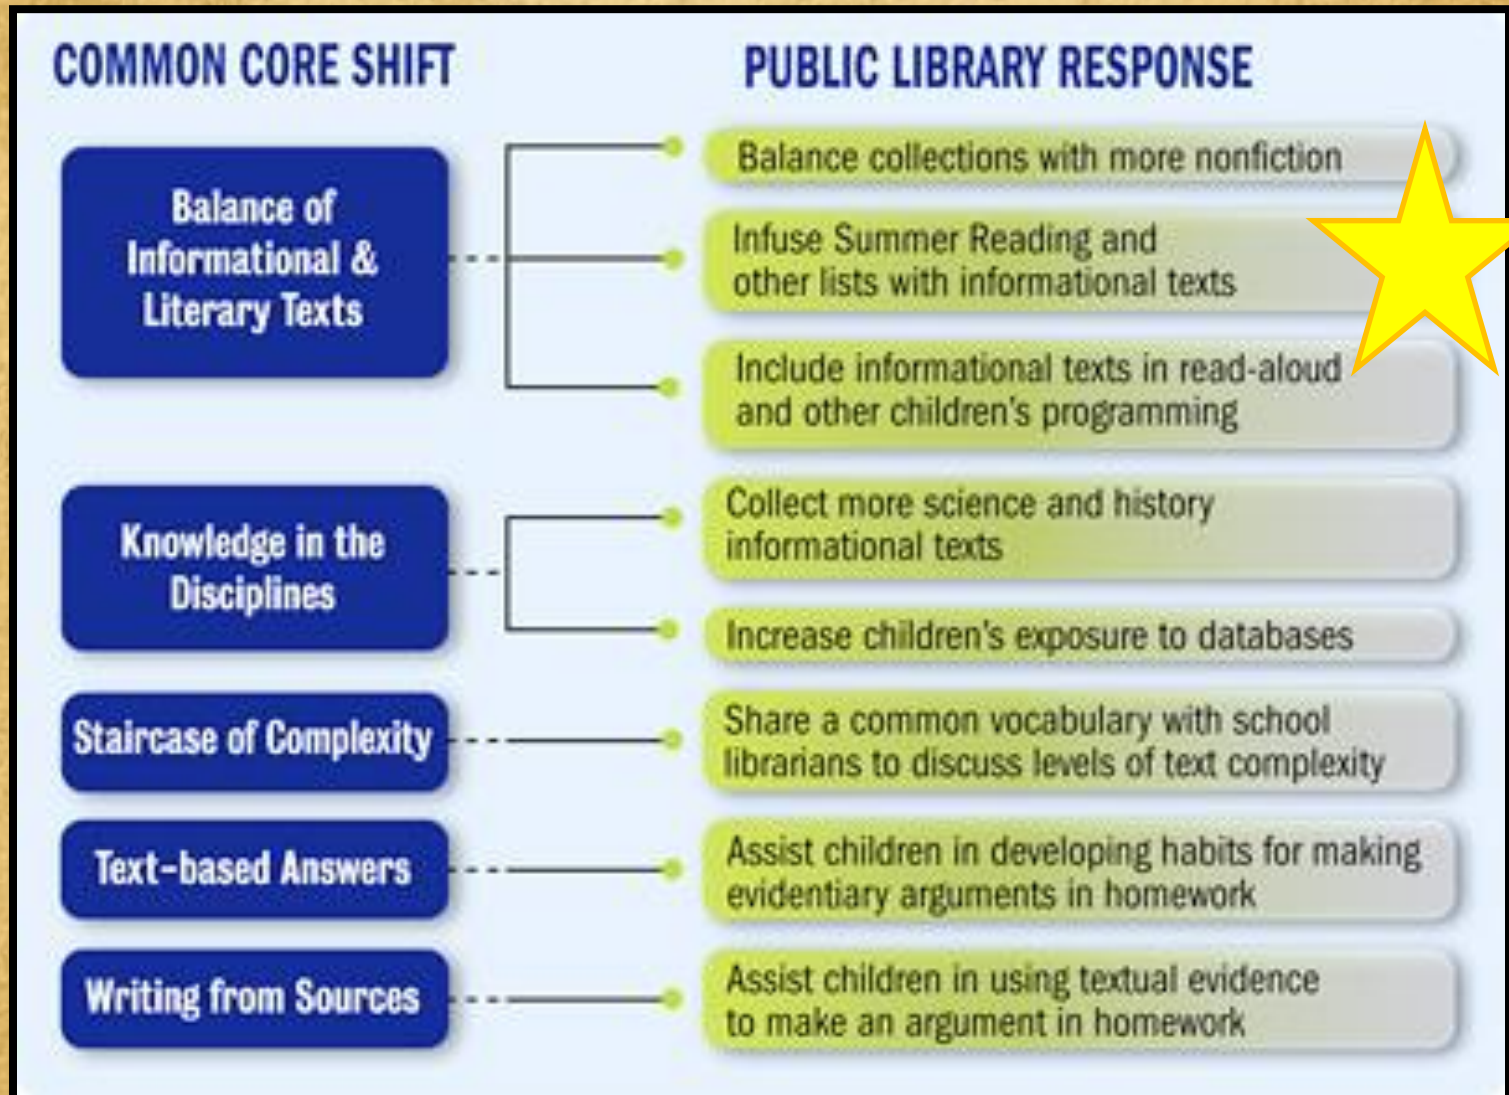 COMMON CORE SHIFT
PUBLIC LIBRARY RESPONSE
Balance of
Informational &
Literary Texts
Balance collections with more nonfiction
Infuse Summer Reading and
other lists with informational texts
Include informational texts in read-aloud
and other children's programming
Knowledge in the
Disciplines
Collect more science and history
informational texts
Increase children's exposure to databases
Staircase of Complexity
Share a common vocabulary with school
librarians to discuss levels of text complexity
Text-based Answers
Assist children in developing habits for making
evidentiary arguments in homework
Writing from Sources
Assist children in using textual evidence
to make an argument in homework